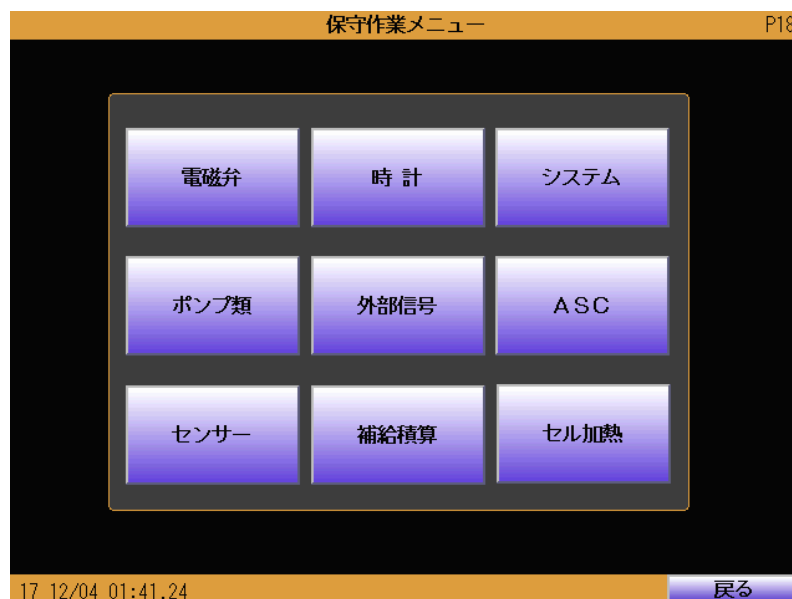 保守作業メニュー P18
電磁弁 時計 システム
ポンプ類 外部信号 ASC
センサー 補給積算 セル加熱
17 12/04 01:41.24 戻る